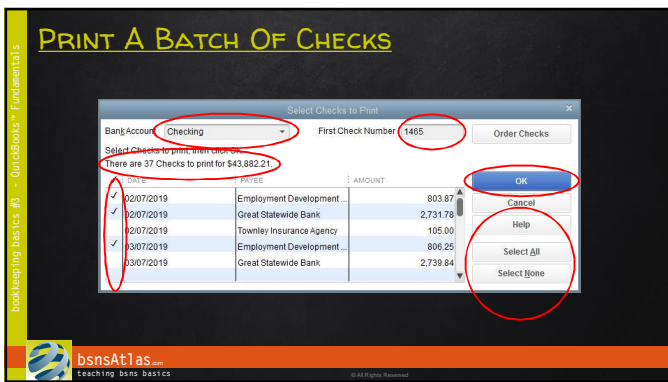 PRINT A BATCH OF CHECKS
bookkeeping basics #3 - QuickBooks™ Fundamentals
Select Checks to Print ×
Bank Account Checking First Check Number 1465 Order Checks
Select Checks to print, then click OK.
There are 37 Checks to print for $43,882.21.
✓ DATE PAYEE AMOUNT OK
✓ 02/07/2019 Employment Development ... 803.87 Cancel
✓ 02/07/2019 Great Statewide Bank 2,731.78
02/07/2019 Townley Insurance Agency 105.00 Help
✓ 03/07/2019 Employment Development ... 806.25 Select All
03/07/2019 Great Statewide Bank 2,739.84 Select None
bsnsAtlas.com
teaching bsns basics
© All Rights Reserved